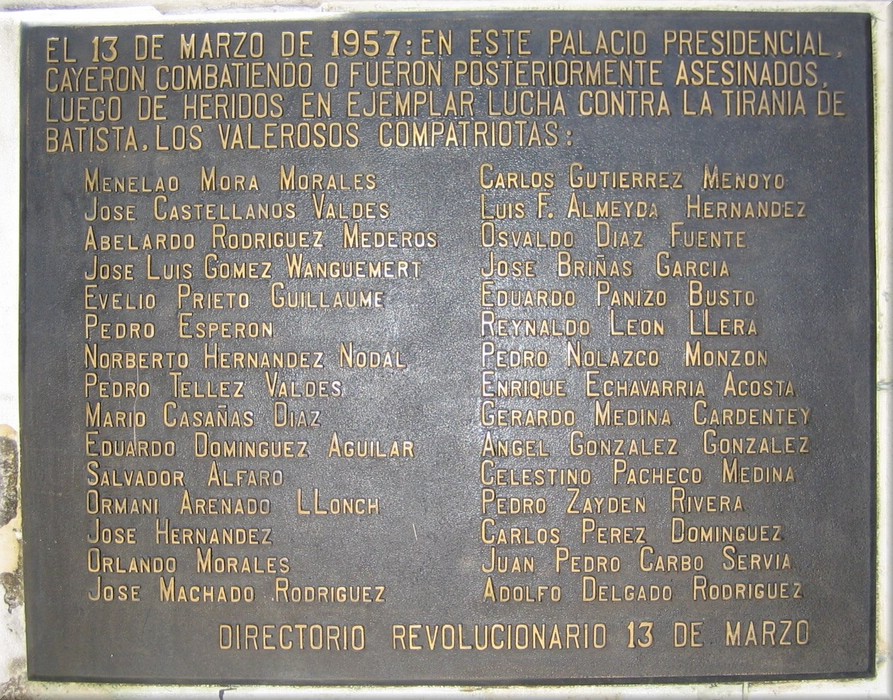 EL 13 DE MARZO DE 1957: EN ESTE PALACIO PRESIDENCIAL,
CAYERON COMBATIENDO O FUERON POSTERIORMENTE ASESINADOS,
LUEGO DE HERIDOS EN EJEMPLAR LUCHA CONTRA LA TIRANIA DE
BATISTA, LOS VALEROSOS COMPATRIOTAS:
MENELAO MORA MORALES
JOSE CASTELLANOS VALDES
ABELARDO RODRIGUEZ MEDEROS
JOSE LUIS GOMEZ WANGUEMERT
EVELIO PRIETO GUILLAUME
PEDRO ESPERON
NORBERTO HERNANDEZ NODAL
PEDRO TELLEZ VALDES
MARIO CASAÑAS DIAZ
EDUARDO DOMINGUEZ AGUILAR
SALVADOR ALFARO
ORMANI ARENADO LLONCH
JOSE HERNANDEZ
ORLANDO MORALES
JOSE MACHADO RODRIGUEZ
CARLOS GUTIERREZ MENOYO
LUIS F. ALMEYDA HERNANDEZ
OSVALDO DIAZ FUENTE
JOSE BRIÑAS GARCIA
EDUARDO PANIZO BUSTO
REYNALDO LEON LLERA
PEDRO NOLAZCO MONZON
ENRIQUE ECHAVARRIA ACOSTA
GERARDO MEDINA CARDENTEY
ANGEL GONZALEZ GONZALEZ
CELESTINO PACHECO MEDINA
PEDRO ZAYDEN RIVERA
CARLOS PEREZ DOMINGUEZ
JUAN PEDRO CARBO SERVIA
ADOLFO DELGADO RODRIGUEZ
DIRECTORIO REVOLUCIONARIO 13 DE MARZO